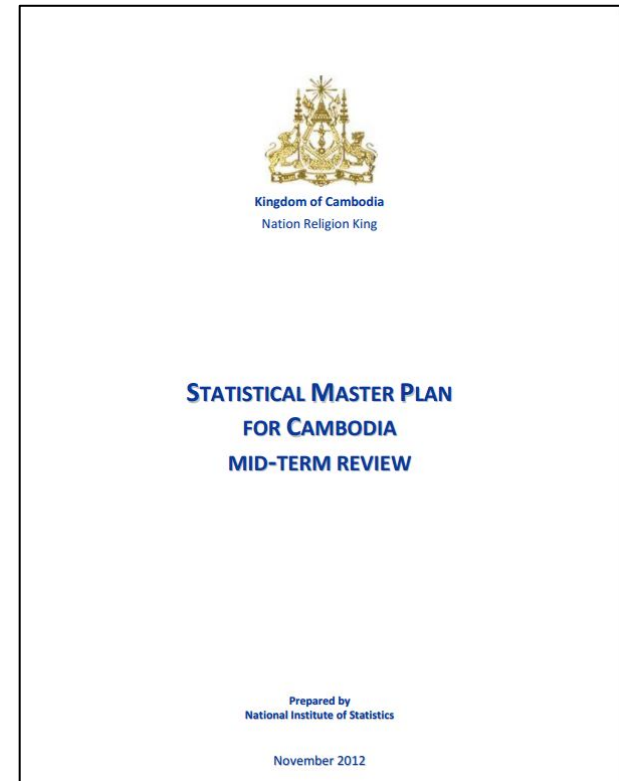 Kingdom of Cambodia
Nation Religion King
STATISTICAL MASTER PLAN
FOR CAMBODIA
MID-TERM REVIEW
Prepared by
National Institute of Statistics
November 2012